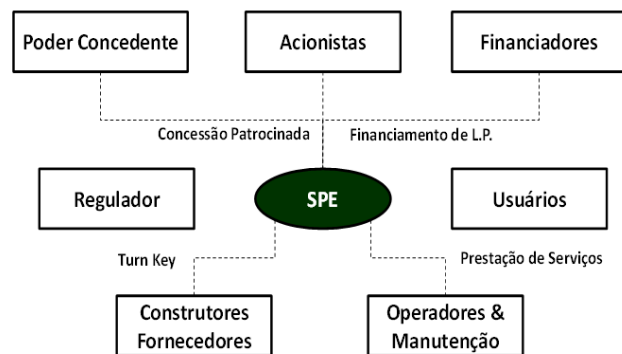 Poder Concedente
Acionistas
Financiadores
Concessão Patrocinada
Financiamento de L.P.
Regulador
SPE
Usuários
Turn Key
Prestação de Serviços
Construtores
Fornecedores
Operadores &
Manutenção